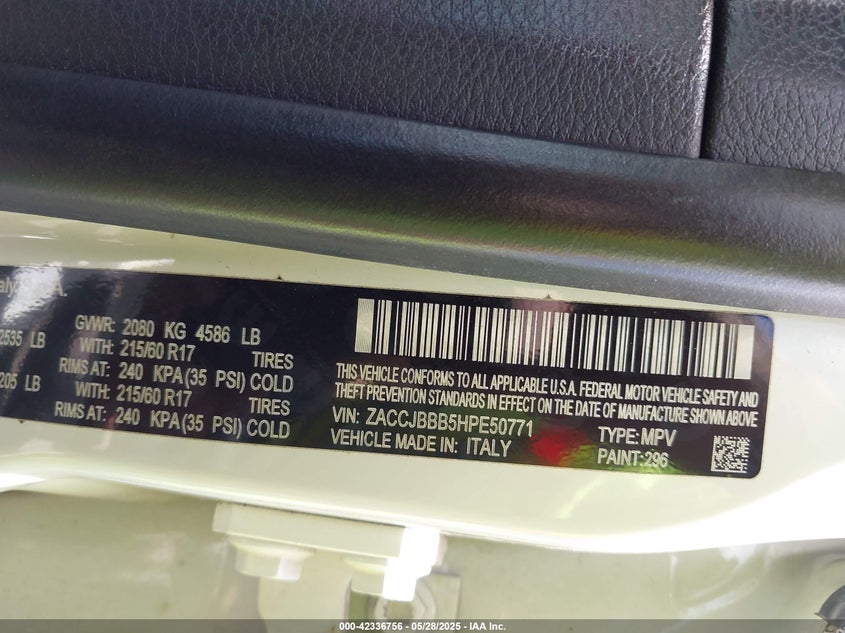 aly S.p.A.
2535 LB
205 LB
GVWR: 2080 KG 4586 LB
WITH: 215/60 R17 TIRES
RIMS AT: 240 KPA (35 PSI) COLD
WITH: 215/60 R17 TIRES
RIMS AT: 240 KPA (35 PSI) COLD
THIS VEHICLE CONFORMS TO ALL APPLICABLE U.S.A. FEDERAL MOTOR VEHICLE SAFETY AND
THEFT PREVENTION STANDARDS IN EFFECT ON THE DATE OF MANUFACTURE SHOWN ABOVE
VIN: ZACCJBBB5HPE50771 TYPE: MPV
VEHICLE MADE IN: ITALY PAINT: 296
000-42336756 - 05/28/2025 - IAA Inc.